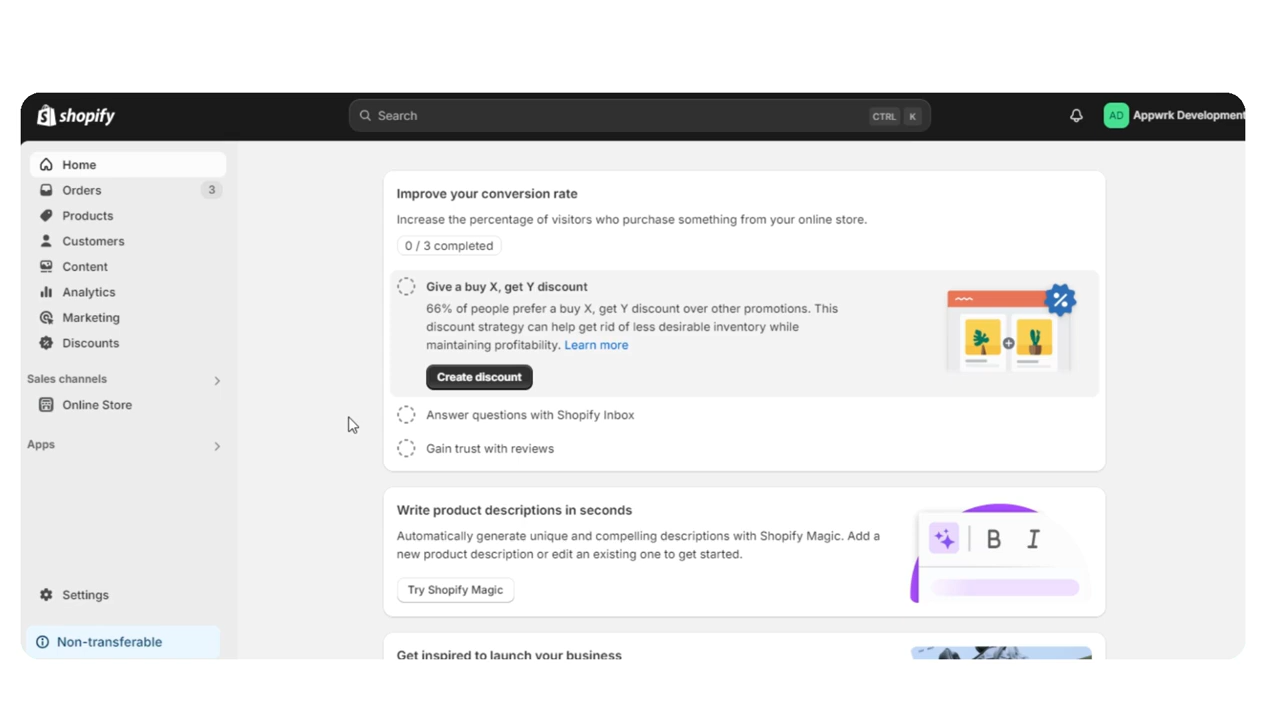 shopify
Search
CTRL K
AD
Appwrk Development
Home
Orders
3
Products
Customers
Content
Analytics
Marketing
Discounts
Sales channels
Online Store
Apps
Settings
Non-transferable
Improve your conversion rate
Increase the percentage of visitors who purchase something from your online store.
0 / 3 completed
Give a buy X, get Y discount
66% of people prefer a buy X, get Y discount over other promotions. This
discount strategy can help get rid of less desirable inventory while
maintaining profitability. Learn more
Create discount
%
Answer questions with Shopify Inbox
Gain trust with reviews
Write product descriptions in seconds
Automatically generate unique and compelling descriptions with Shopify Magic. Add a
new product description or edit an existing one to get started.
Try Shopify Magic
B I
Get inspired to launch your business